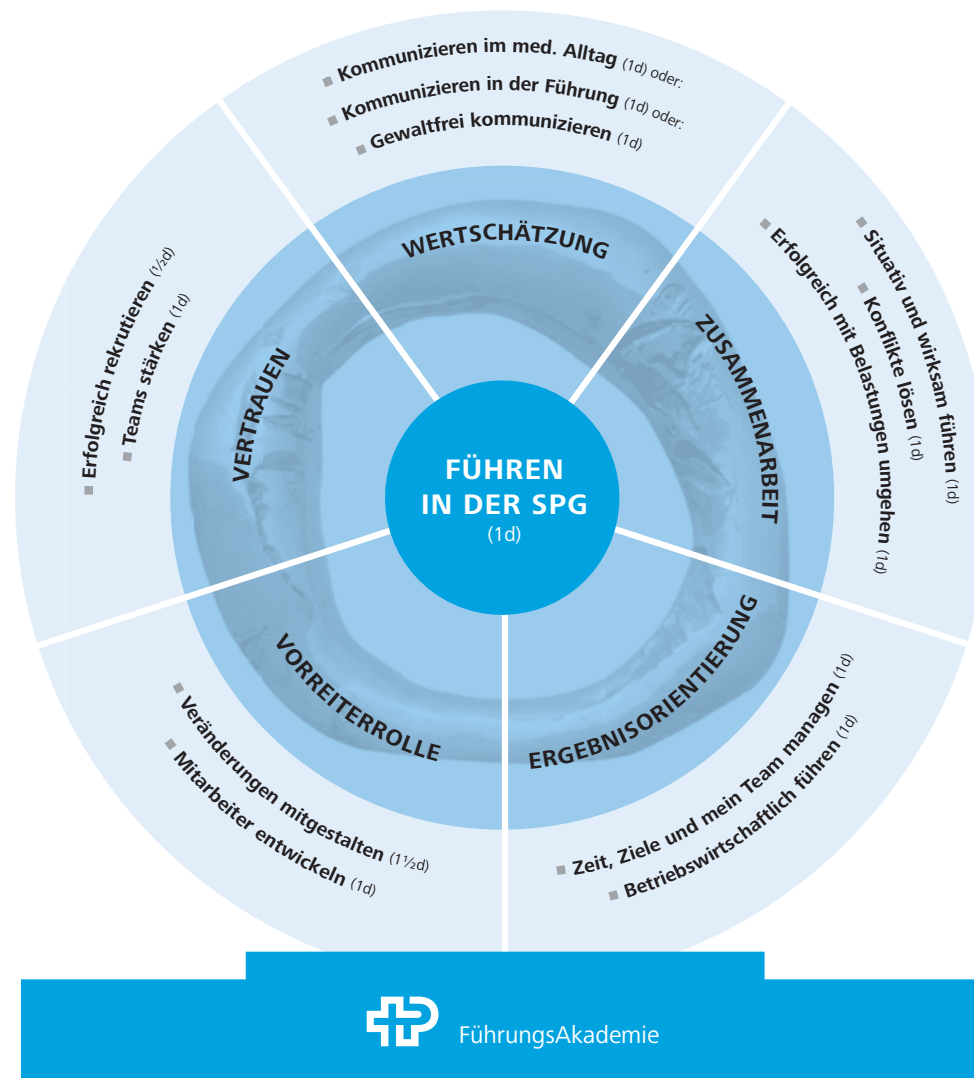 Kommunizieren im med. Alltag (1d) oder:
Kommunizieren in der Führung (1d) oder:
Gewaltfrei kommunizieren (1d)
WERTSCHÄTZUNG
Situativ und wirksam führen (1d)
Konflikte lösen (1d)
Erfolgreich mit Belastungen umgehen (1d)
ZUSAMMENARBEIT
Erfolgreich rekrutieren (½d)
Teams stärken (1d)
VERTRAUEN
FÜHREN
IN DER SPG
(1d)
ERGEBNISORIENTIERUNG
Zeit, Ziele und mein Team managen (1d)
Betriebswirtschaftlich führen (1d)
VORREITERROLLE
Veränderungen mitgestalten (1½d)
Mitarbeiter entwickeln (1d)
FührungsAkademie